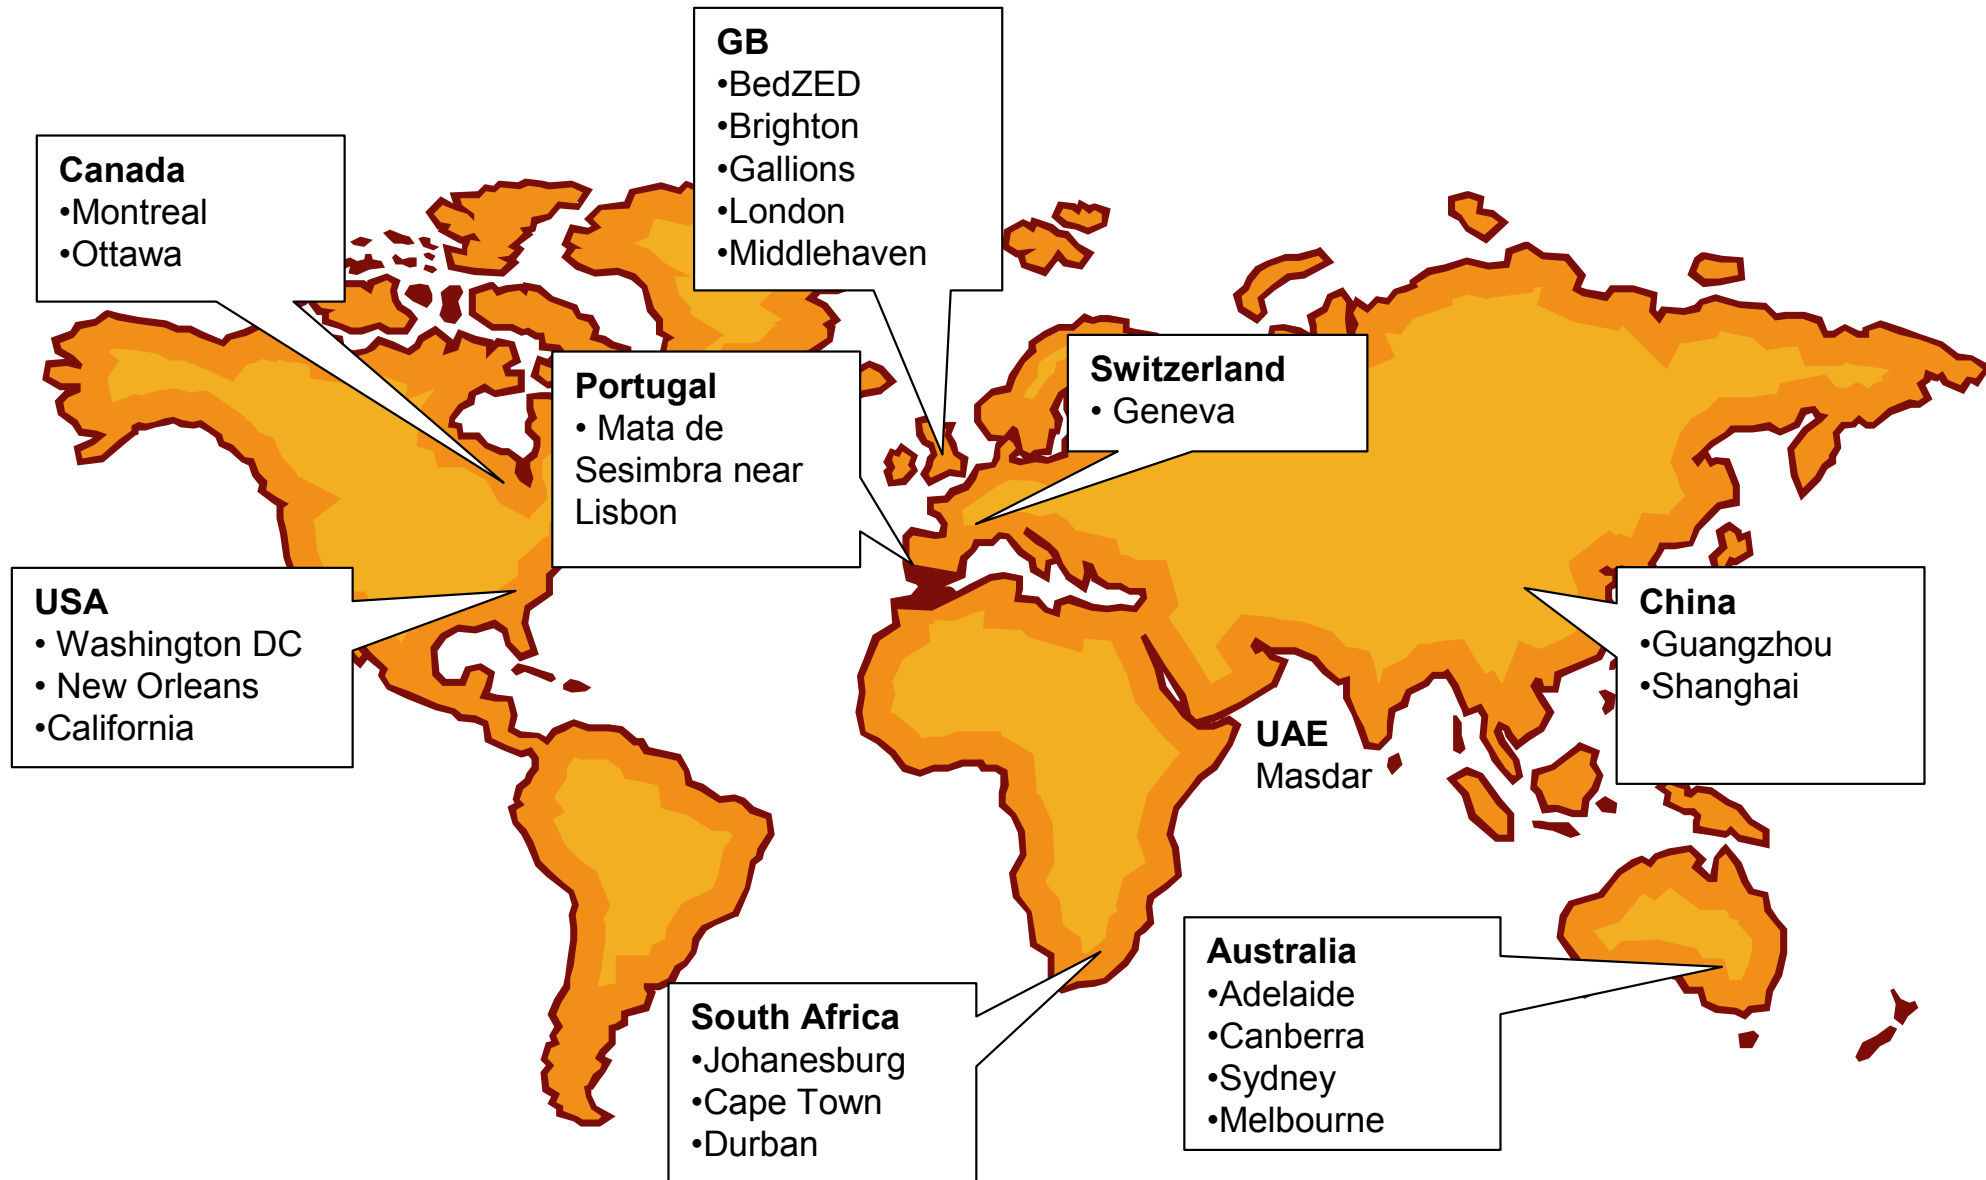 GB
•BedZED
•Brighton
•Gallions
•London
•Middlehaven
Canada
•Montreal
•Ottawa
Portugal
• Mata de
Sesimbra near
Lisbon
Switzerland
• Geneva
USA
• Washington DC
• New Orleans
•California
China
•Guangzhou
•Shanghai
UAE
Masdar
South Africa
•Johanesburg
•Cape Town
•Durban
Australia
•Adelaide
•Canberra
•Sydney
•Melbourne